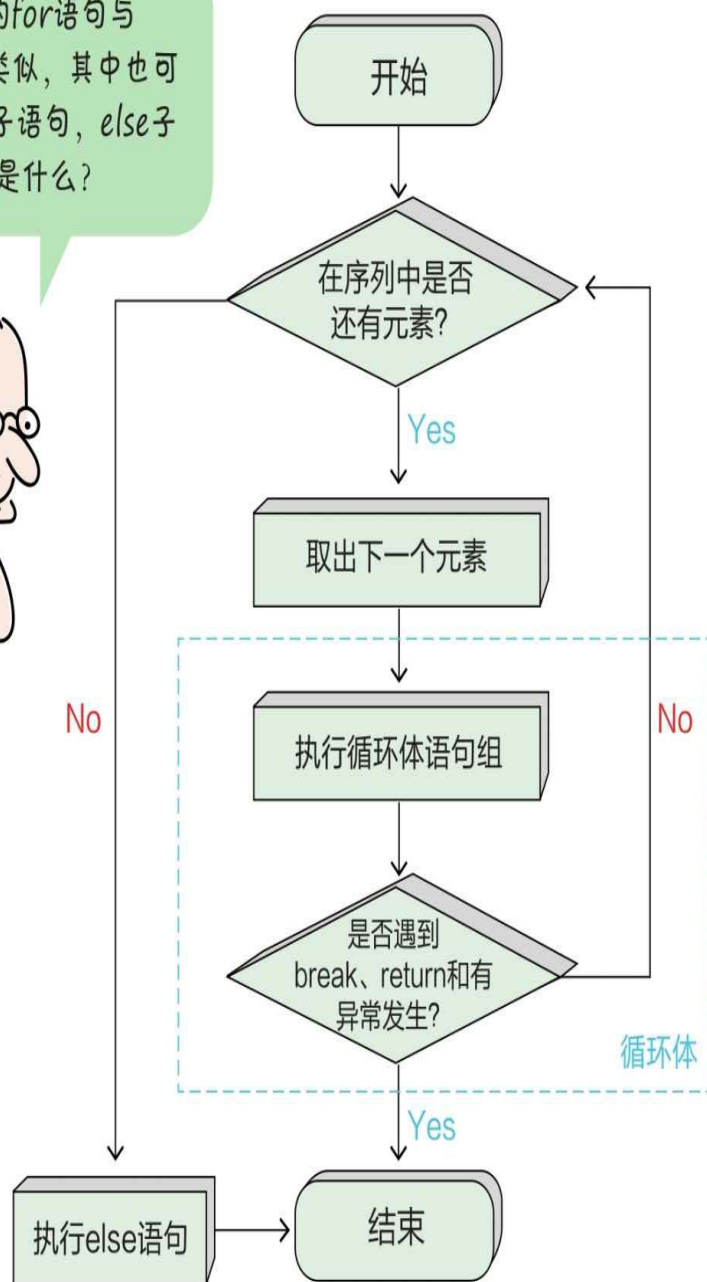 的for语句与
类似，其中也可
子语句，else子
是什么？
开始
在序列中是否
还有元素？
Yes
取出下一个元素
No
执行循环体语句组
No
是否遇到
break、return和有
异常发生？
循环体
Yes
执行else语句
结束